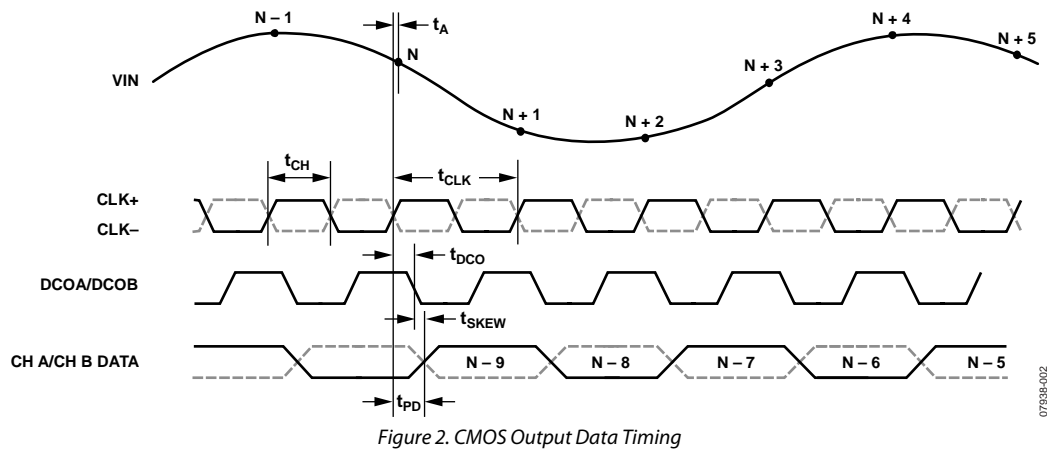 N – 1
tA
N
N + 4
N + 5
VIN
N + 3
N + 1
N + 2
tCH
tCLK
CLK+
CLK–
tDCO
DCOA/DCOB
tSKEW
CH A/CH B DATA
N – 9
N – 8
N – 7
N – 6
N – 5
tPD
07938-002
Figure 2. CMOS Output Data Timing